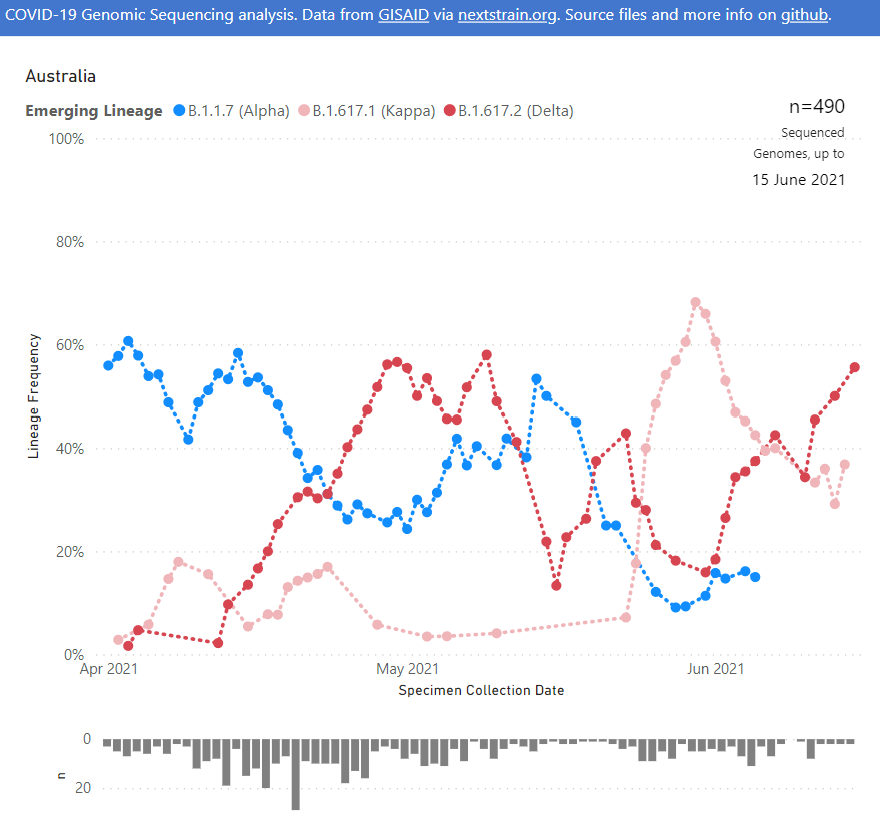 COVID-19 Genomic Sequencing analysis. Data from GISAID via nextstrain.org. Source files and more info on github.
Australia
Emerging Lineage B.1.1.7 (Alpha) B.1.617.1 (Kappa) B.1.617.2 (Delta)
n=490
Sequenced
Genomes, up to
15 June 2021
100%
80%
60%
40%
20%
0%
Lineage Frequency
Apr 2021 May 2021 Jun 2021
Specimen Collection Date
0
20
n